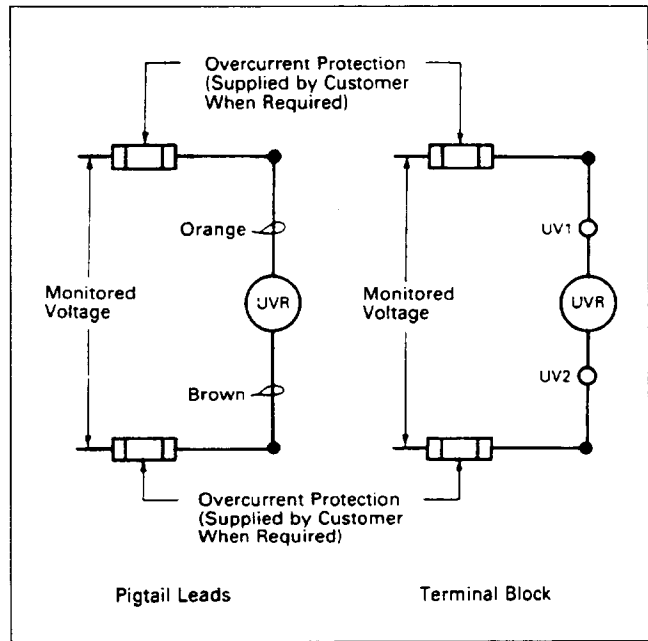 Overcurrent Protection
(Supplied by Customer
When Required)
Orange
UV1
Monitored
Voltage
UVR
Monitored
Voltage
UVR
Brown
UV2
Overcurrent Protection
(Supplied by Customer
When Required)
Pigtail Leads
Terminal Block